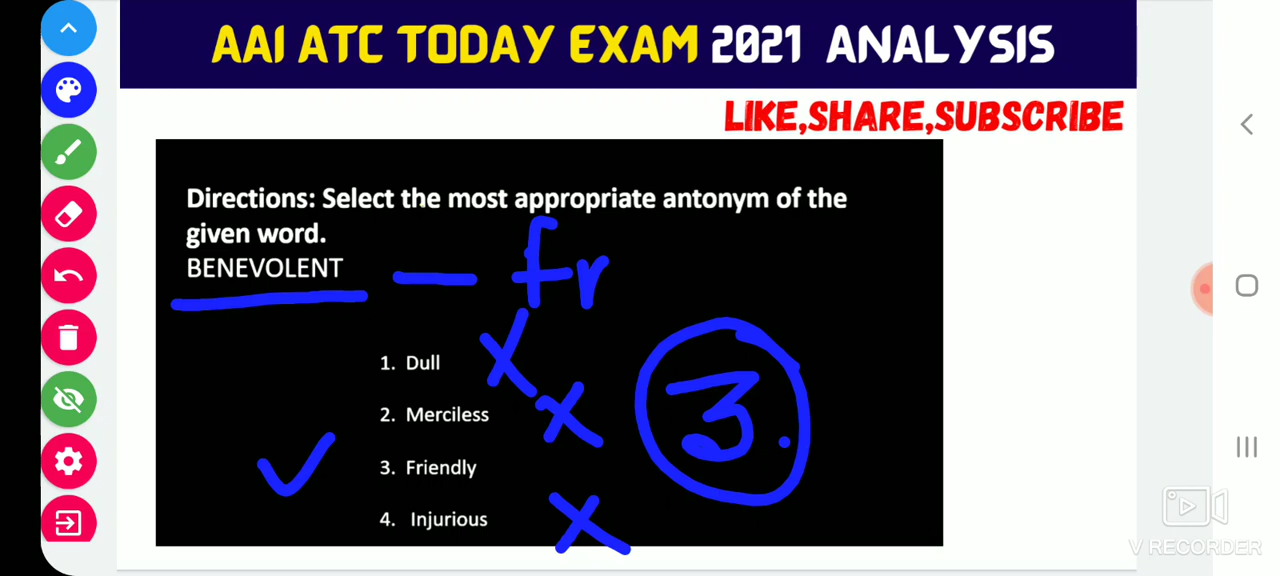 AAI ATC TODAY EXAM 2021 ANALYSIS
LIKE,SHARE,SUBSCRIBE
Directions: Select the most appropriate antonym of the
given word.
BENEVOLENT — fr
1. Dull X
2. Merciless X
3. Friendly
4. Injurious X
3.
V RECORDER